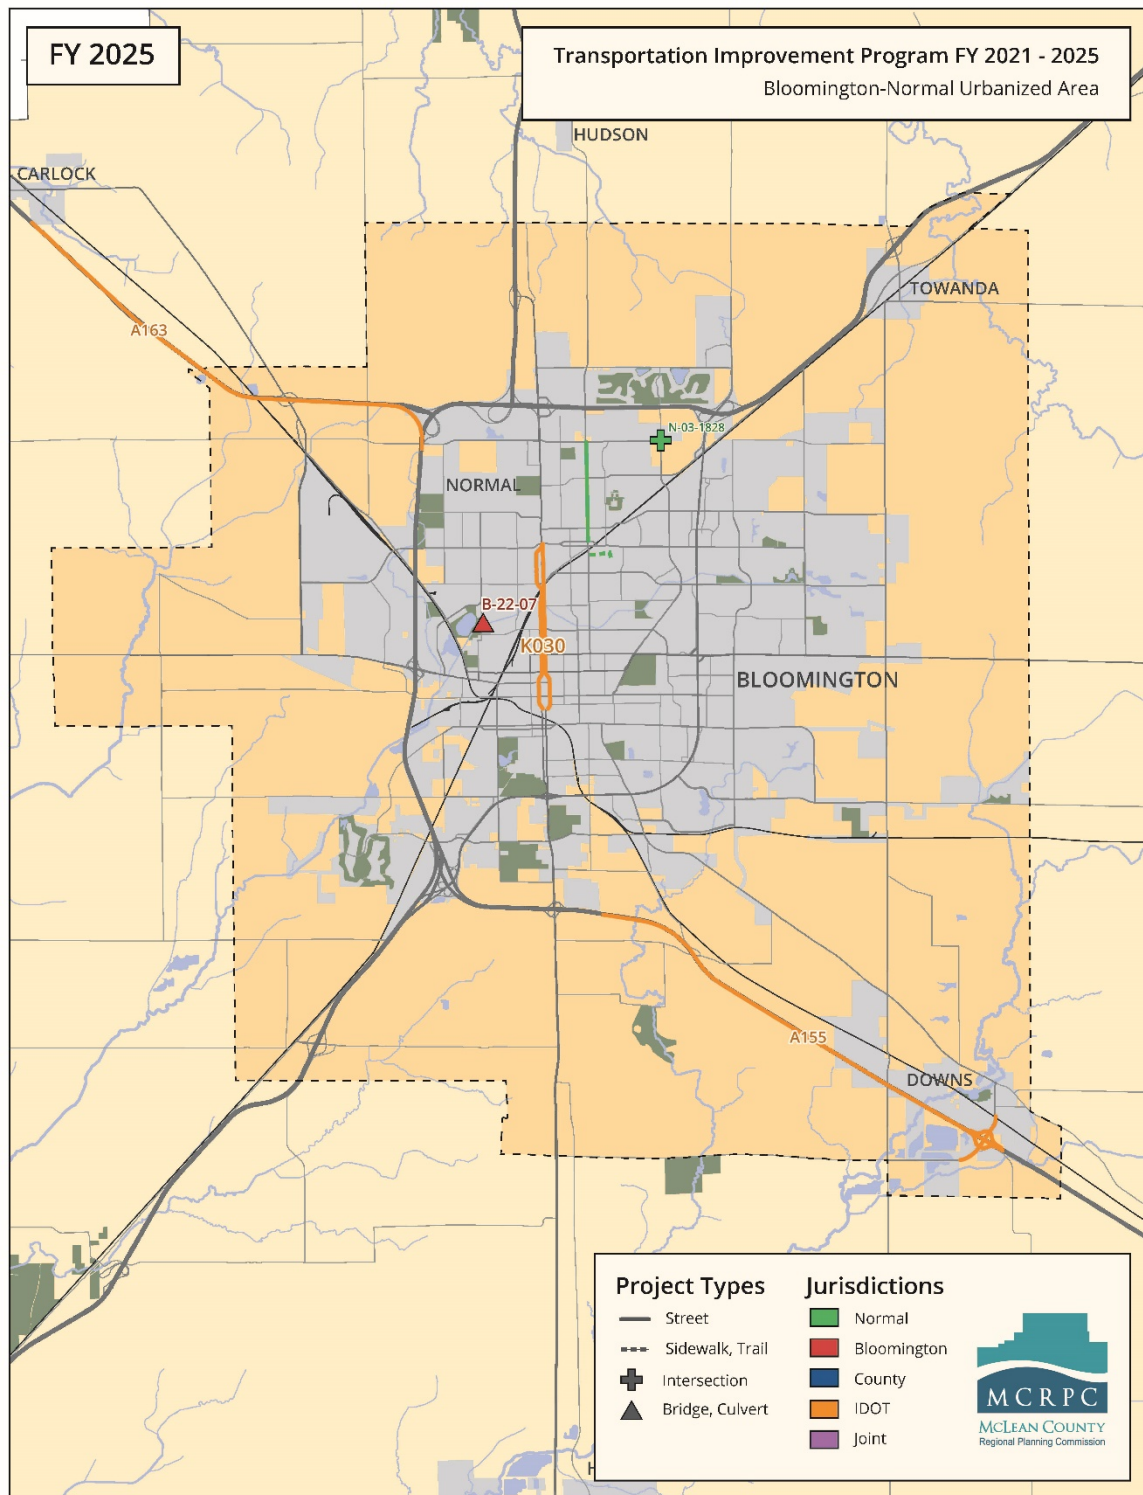 FY 2025
Transportation Improvement Program FY 2021 - 2025
Bloomington-Normal Urbanized Area
HUDSON
CARLOCK
TOWANDA
A163
N-03-1828
NORMAL
B-22-07
K030
BLOOMINGTON
A155
DOWNS
Project Types
Street
Sidewalk, Trail
Intersection
Bridge, Culvert
Jurisdictions
Normal
Bloomington
County
IDOT
Joint
MCRPC
MCLEAN COUNTY
Regional Planning Commission